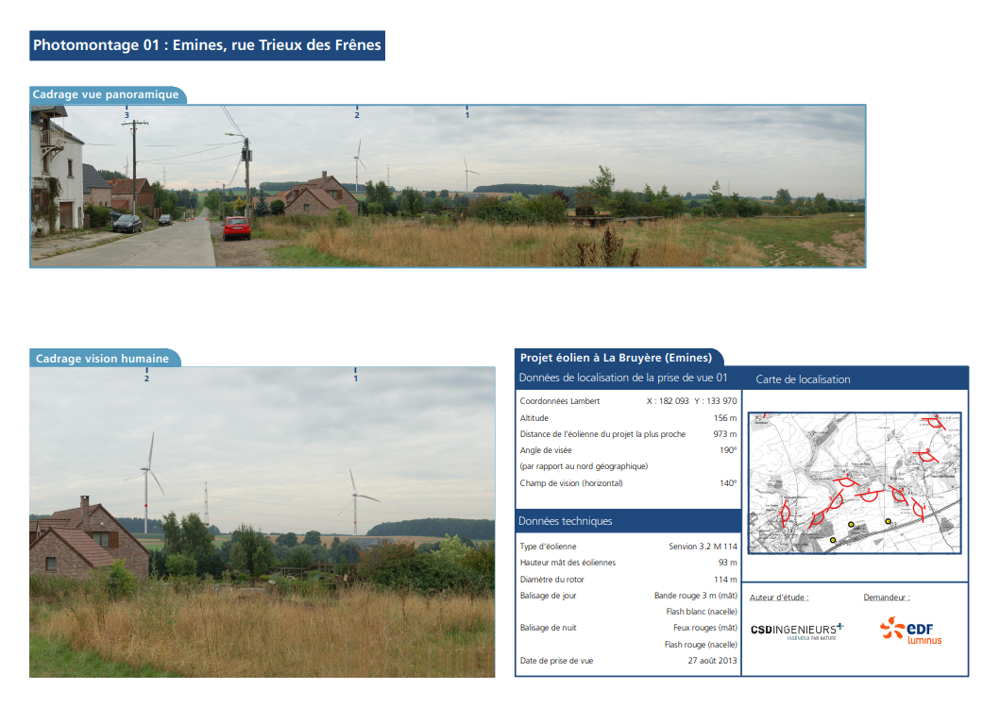 Photomontage 01 : Emines, rue Trieux des Frênes
Cadrage vue panoramique
3
2
1
Cadrage vision humaine
2
1
Projet éolien à La Bruyère (Emines)
Données de localisation de la prise de vue 01
Coordonnées Lambert X : 182 093 Y : 133 970
Altitude 156 m
Distance de l'éolienne du projet la plus proche 973 m
Angle de visée 190°
(par rapport au nord géographique)
Champ de vision (horizontal) 140°
Données techniques
Type d'éolienne Senvion 3.2 M 114
Hauteur mât des éoliennes 93 m
Diamètre du rotor 114 m
Balisage de jour Bande rouge 3 m (mât)
Flash blanc (nacelle)
Balisage de nuit Feux rouges (mât)
Flash rouge (nacelle)
Date de prise de vue 27 août 2013
Carte de localisation
Auteur d'étude :
Demandeur :
CSDINGENIEURS+
INGÉNIEUX PAR NATURE
EDF
luminus